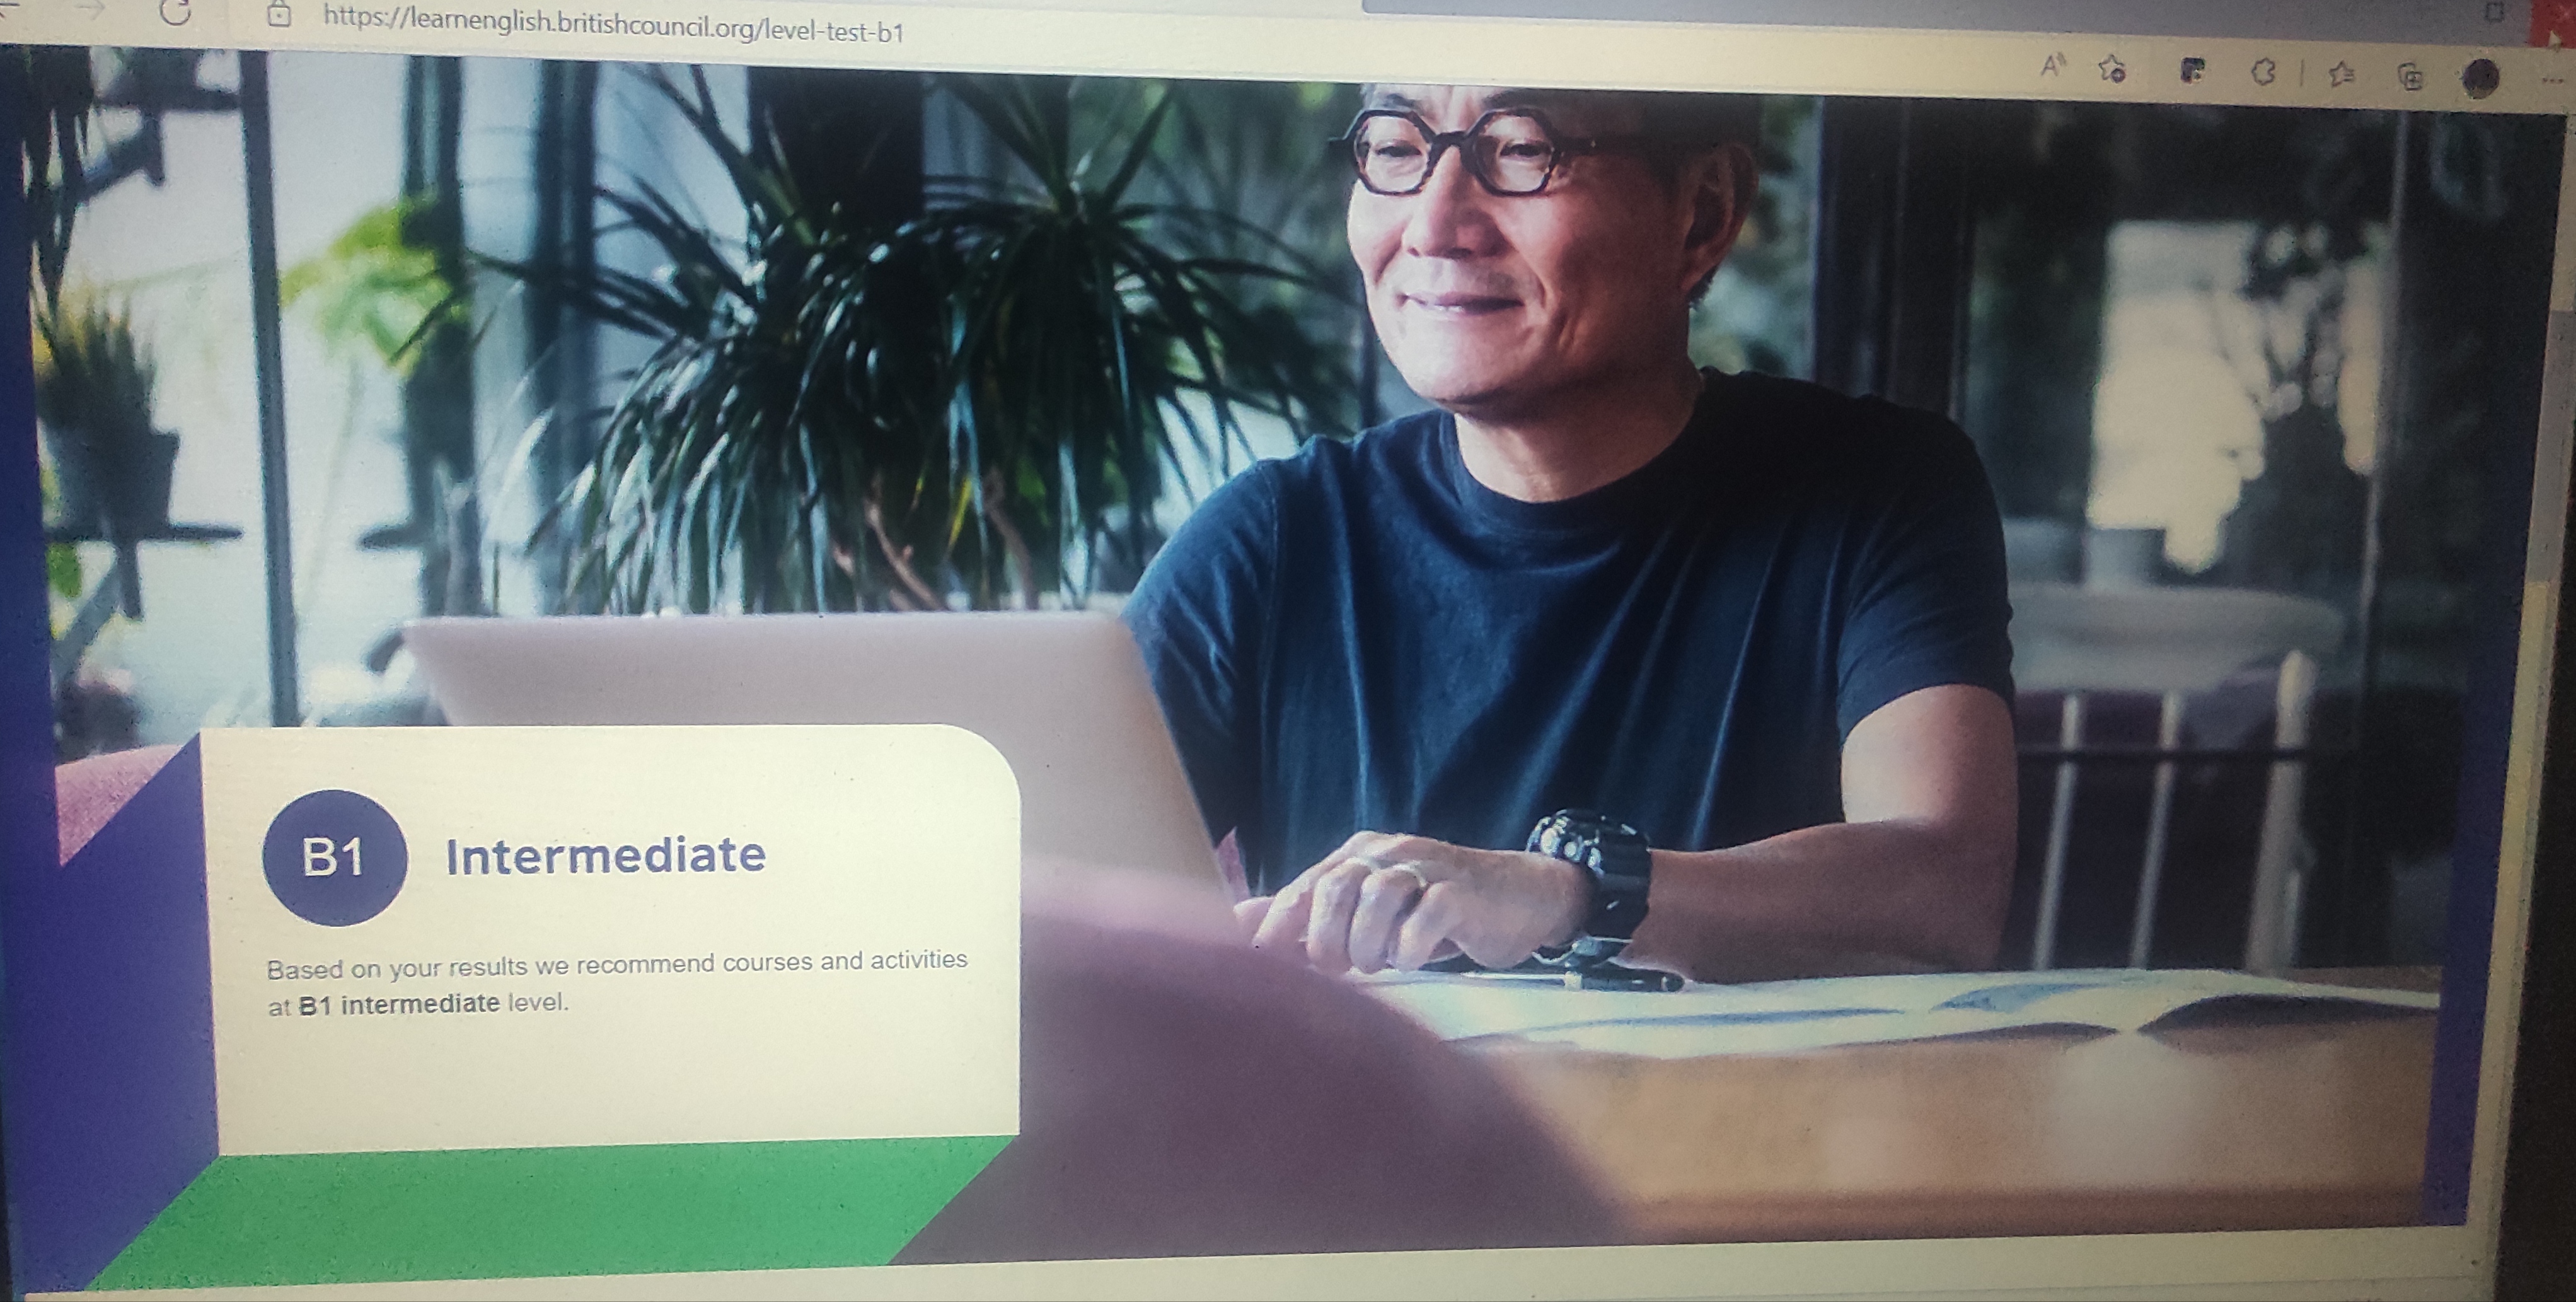 https://learnenglish.britishcouncil.org/level-test-b1
B1 Intermediate
Based on your results we recommend courses and activities
at B1 intermediate level.